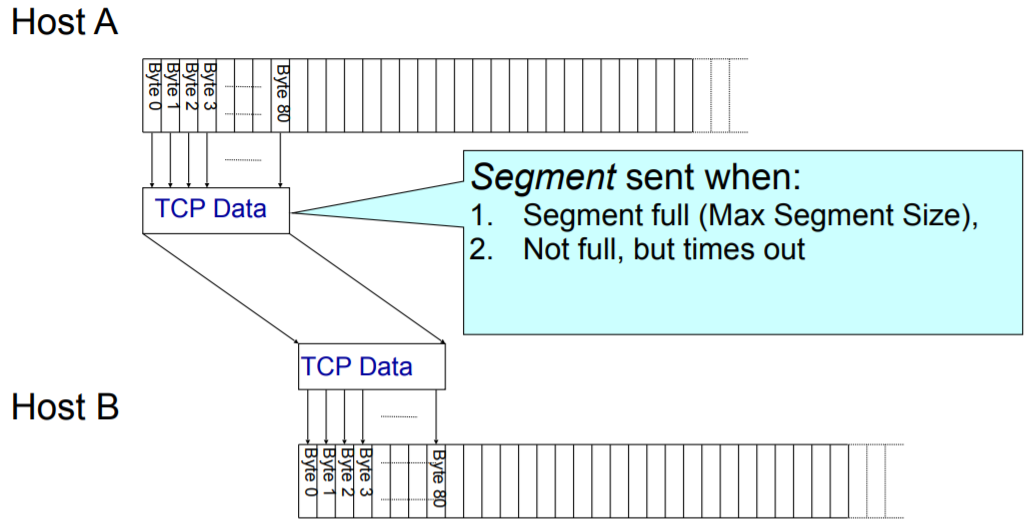 Host A
Byte 0
Byte 1
Byte 2
Byte 3
Byte 80
Segment sent when:
TCP Data
1. Segment full (Max Segment Size),
2. Not full, but times out
TCP Data
Host B
Byte 0
Byte 1
Byte 2
Byte 3
Byte 80